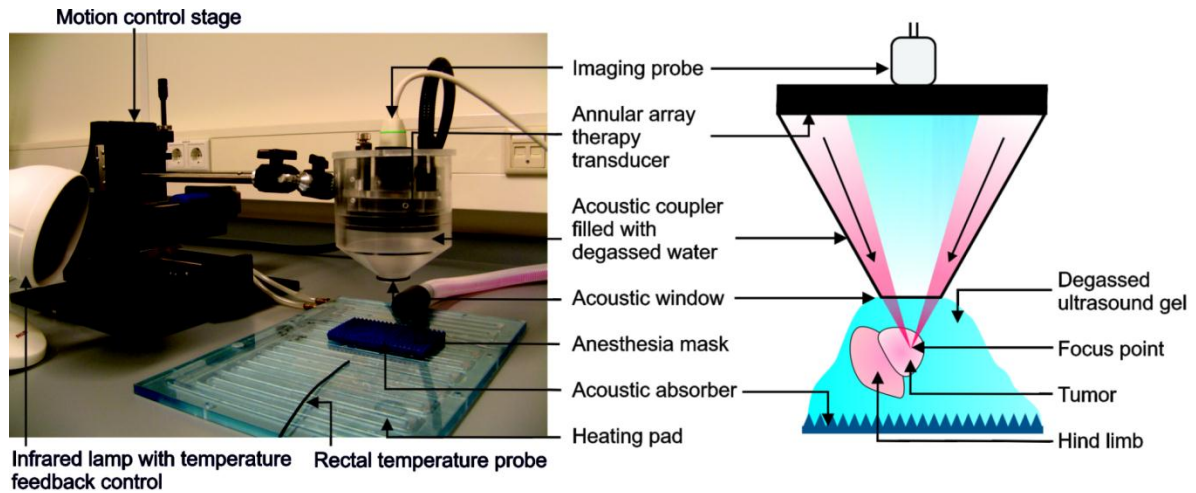 Motion control stage
Imaging probe
Annular array
therapy
transducer
Acoustic coupler
filled with
degassed water
Acoustic window
Anesthesia mask
Acoustic absorber
Heating pad
Infrared lamp with temperature
feedback control
Rectal temperature probe
Degassed
ultrasound gel
Focus point
Tumor
Hind limb